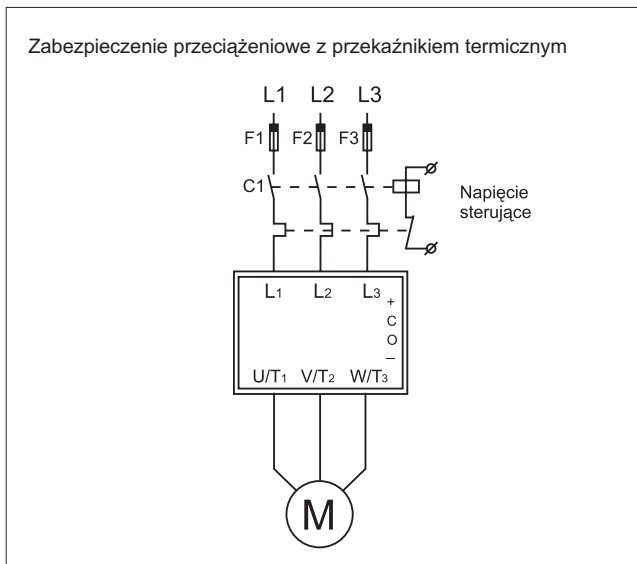 Zabezpieczenie przeciążeniowe z przekaźnikiem termicznym
L1 L2 L3
F1 F2 F3
C1
Napięcie
sterujące
L1 L2 L3
+
C
O
–
U/T1 V/T2 W/T3
M